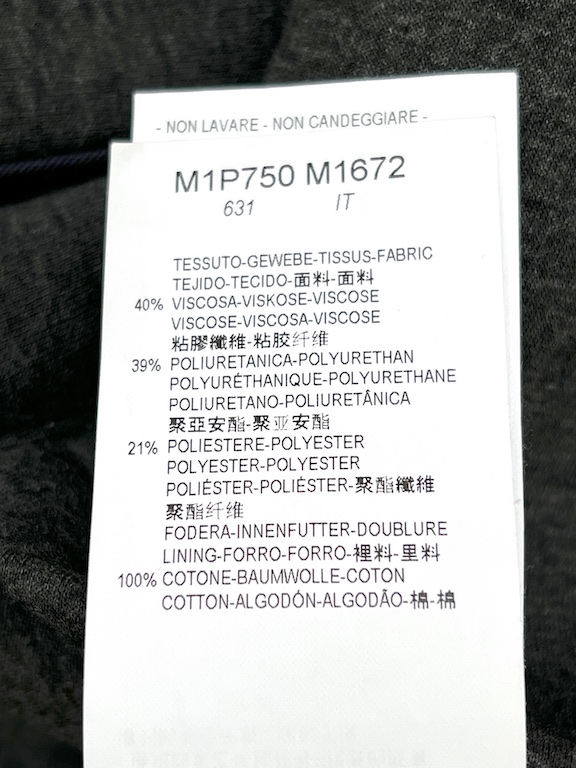 - NON LAVARE - NON CANDEGGIARE -
M1P750 M1672
631 IT
TESSUTO-GEWEBE-TISSUS-FABRIC
TEJIDO-TECIDO-面料-面料
40% VISCOSA-VISKOSE-VISCOSE
VISCOSE-VISCOSA-VISCOSE
粘膠纖維-粘胶纤维
39% POLIURETANICA-POLYURETHAN
POLYURÉTHANIQUE-POLYURETHANE
POLIURETANO-POLIURETÂNICA
聚亞安酯-聚亚安酯
21% POLIESTERE-POLYESTER
POLYESTER-POLYESTER
POLIÉSTER-POLIÉSTER-聚酯纖維
聚酯纤维
FODERA-INNENFUTTER-DOUBLURE
LINING-FORRO-FORRO-裡料-里料
100% COTONE-BAUMWOLLE-COTON
COTTON-ALGODÓN-ALGODÃO-棉-棉